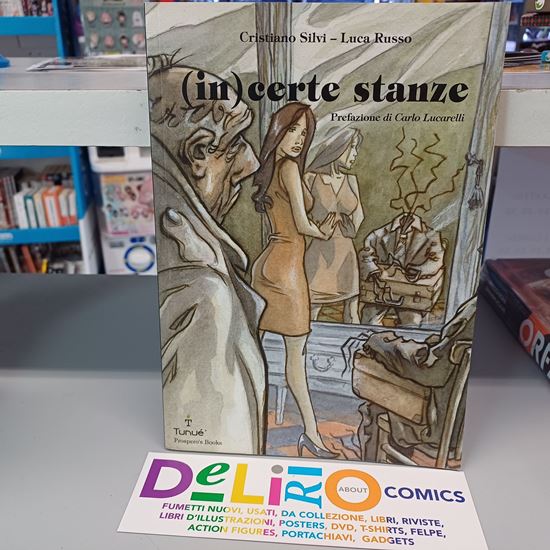 Cristiano Silvi – Luca Russo
(in)certe stanze
Prefazione di Carlo Lucarelli
Tunué
Prospero's Books
DeLiRiO ABOUT COMICS
FUMETTI NUOVI, USATI, DA COLLEZIONE, LIBRI, RIVISTE,
LIBRI D'ILLUSTRAZIONI, POSTERS, DVD, T-SHIRTS, FELPE,
ACTION FIGURES, PORTACHIAVI, GADGETS